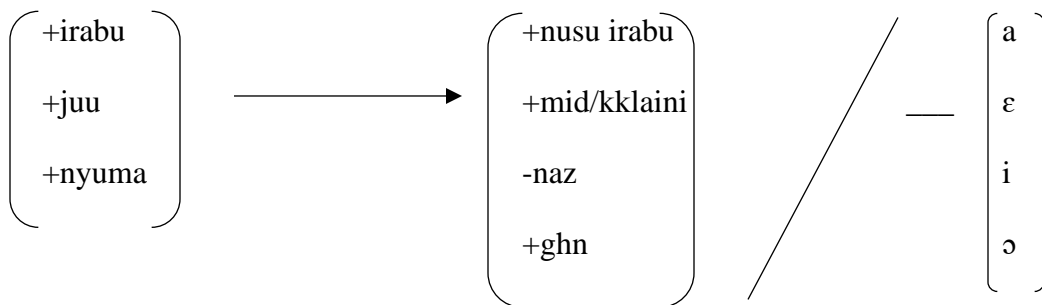 +irabu +nusu irabu a
+juu +mid/kklaini ɛ
+nyuma -naz i
+ghn ɔ